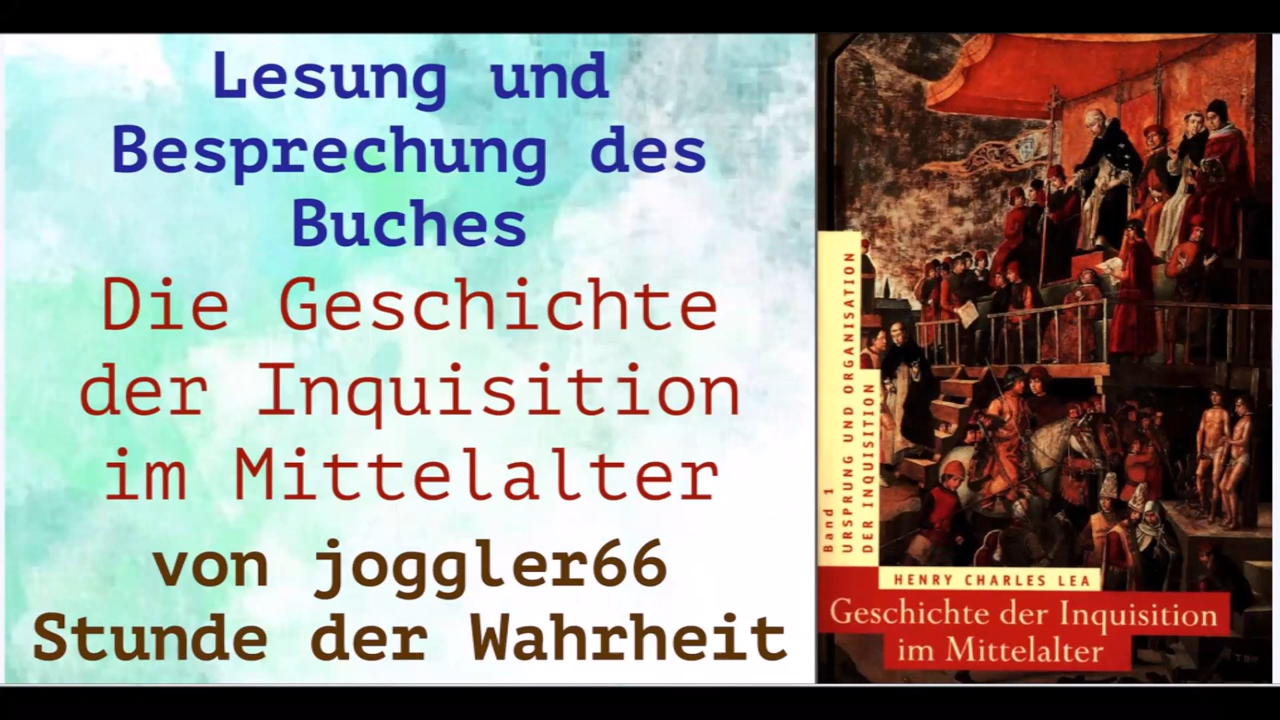 Lesung und
Besprechung des
Buches
Die Geschichte
der Inquisition
im Mittelalter
von joggler66
Stunde der Wahrheit
Band 1
URSPRUNG UND ORGANISATION
DER INQUISITION
HENRY CHARLES LEA
Geschichte der Inquisition
im Mittelalter